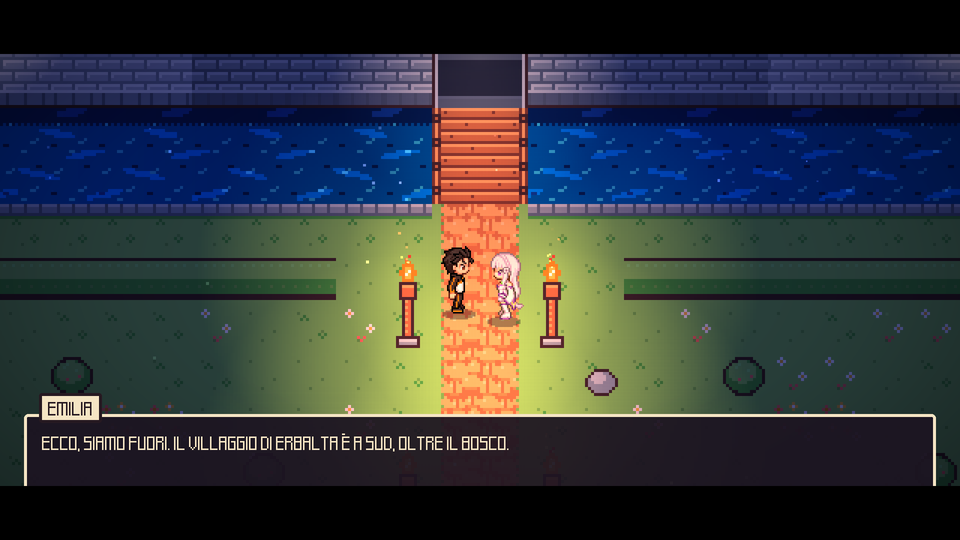 EMILIA
ECCO, SIAMO FUORI. IL VILLAGGIO DI ERBALTA È A SUD, OLTRE IL BOSCO.